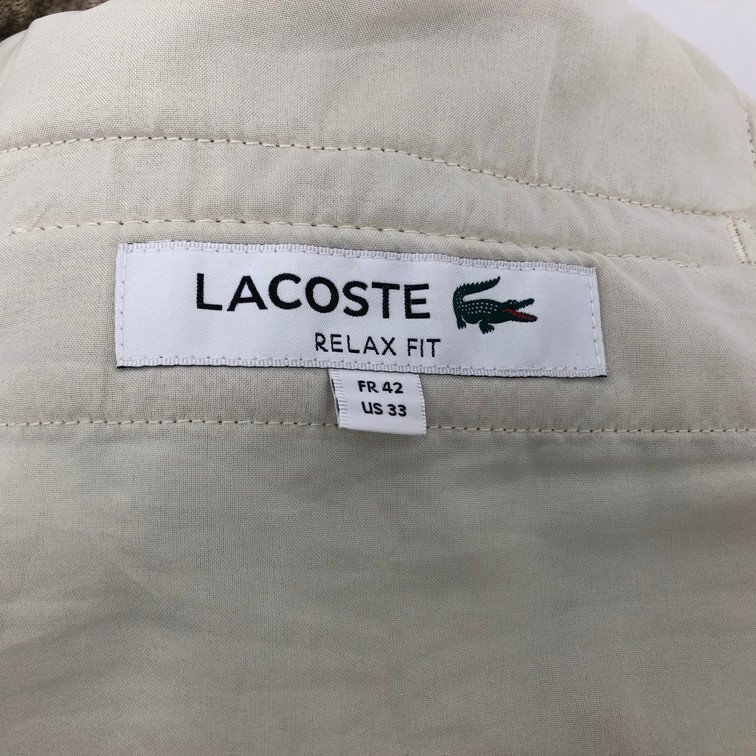 LACOSTE
RELAX FIT
FR 42
US 33